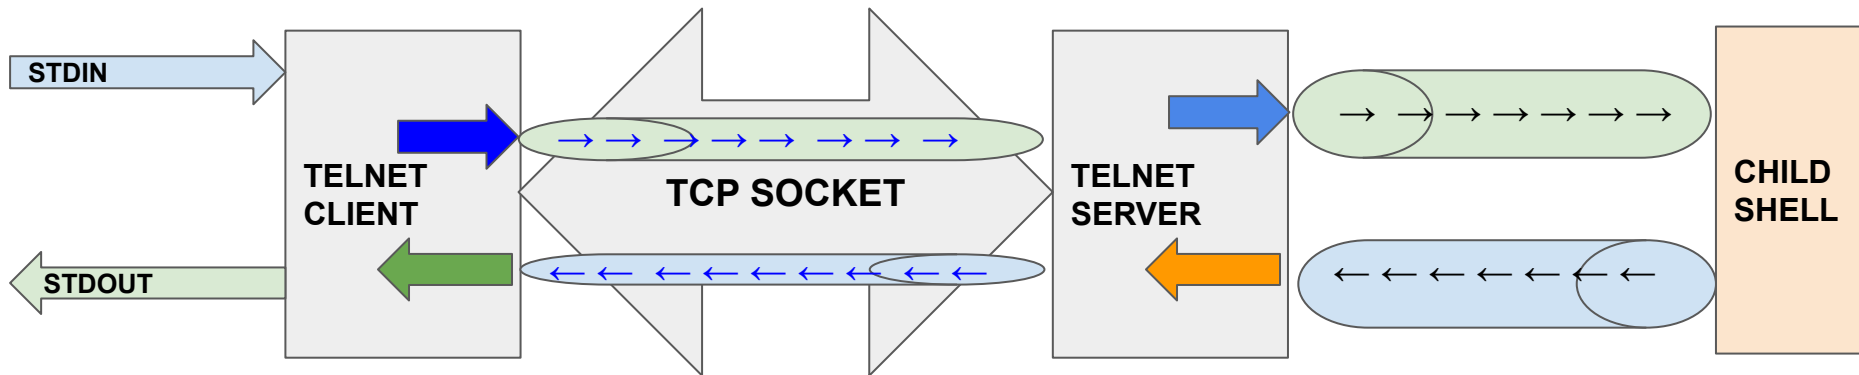 STDIN
TELNET
CLIENT
TCP SOCKET
TELNET
SERVER
CHILD
SHELL
STDOUT